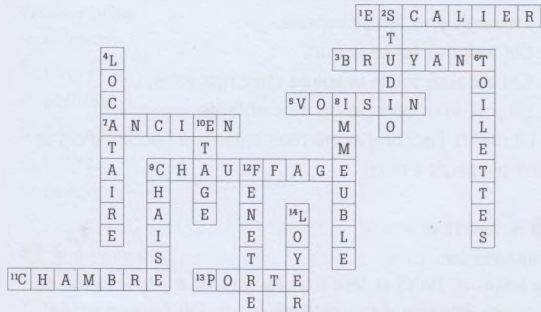 ¹E ²S C A L I E R
T
⁴L ³B R U Y A N ⁶T
O D O
C ⁵V O ⁸I S I N I
⁷A N C I ¹⁰E N M O L
T T M E
A ⁹C H A U ¹²F F A G E T
I H G E U T
R A E N ¹⁴L B E
E I E O L S
S T Y E
¹¹C H A M B R E ¹³P O R T E
E R